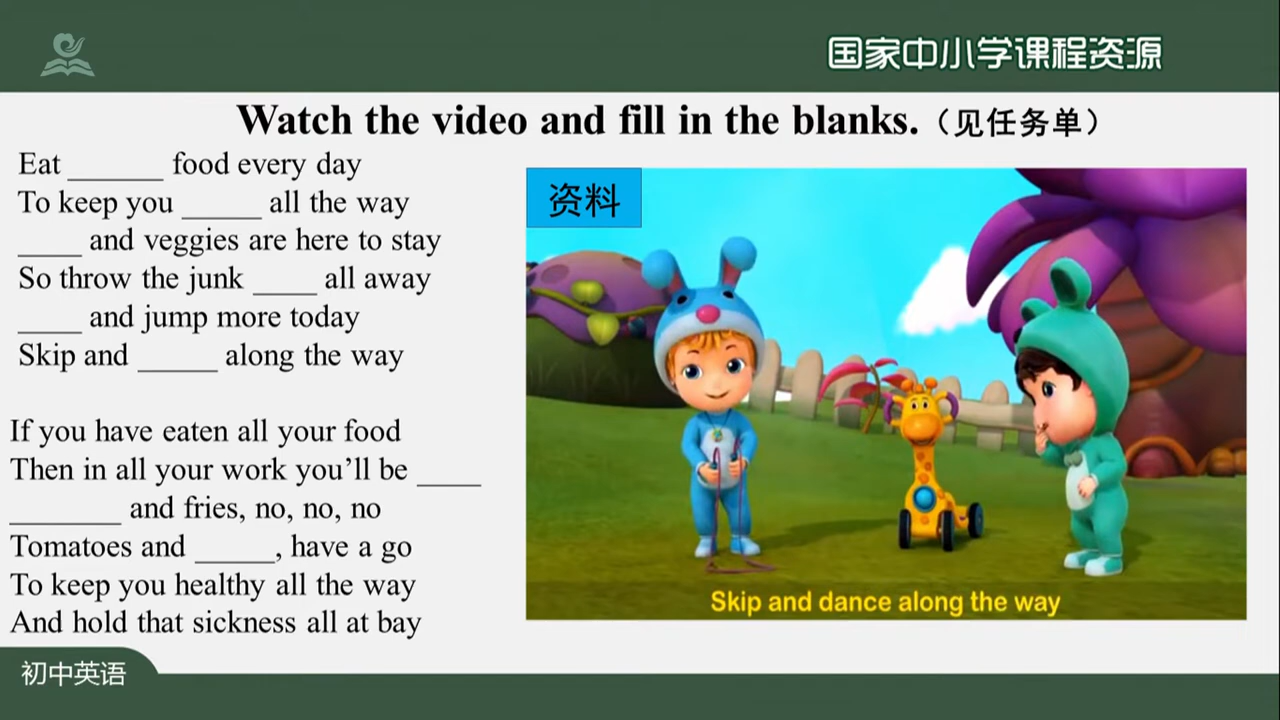 国家中小学课程资源
Watch the video and fill in the blanks.（见任务单）
Eat ______ food every day
To keep you _____ all the way
____ and veggies are here to stay
So throw the junk ____ all away
____ and jump more today
Skip and _____ along the way
If you have eaten all your food
Then in all your work you’ll be ____
_______ and fries, no, no, no
Tomatoes and _____, have a go
To keep you healthy all the way
And hold that sickness all at bay
资料
Skip and dance along the way
初中英语